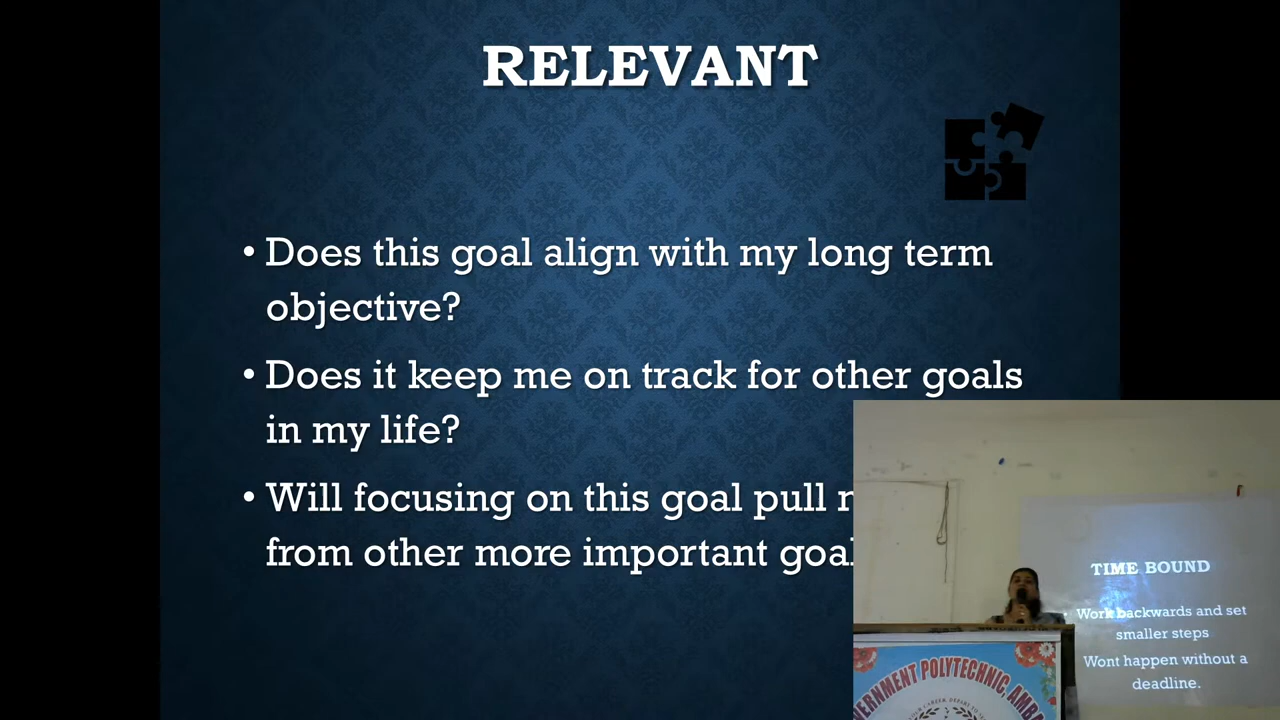 RELEVANT
• Does this goal align with my long term
objective?
• Does it keep me on track for other goals
in my life?
• Will focusing on this goal pull
from other more important
TIME BOUND
Work backwards and set
smaller steps
Wont happen without a
deadline.
VERNMENT POLYTECHNIC, AMB